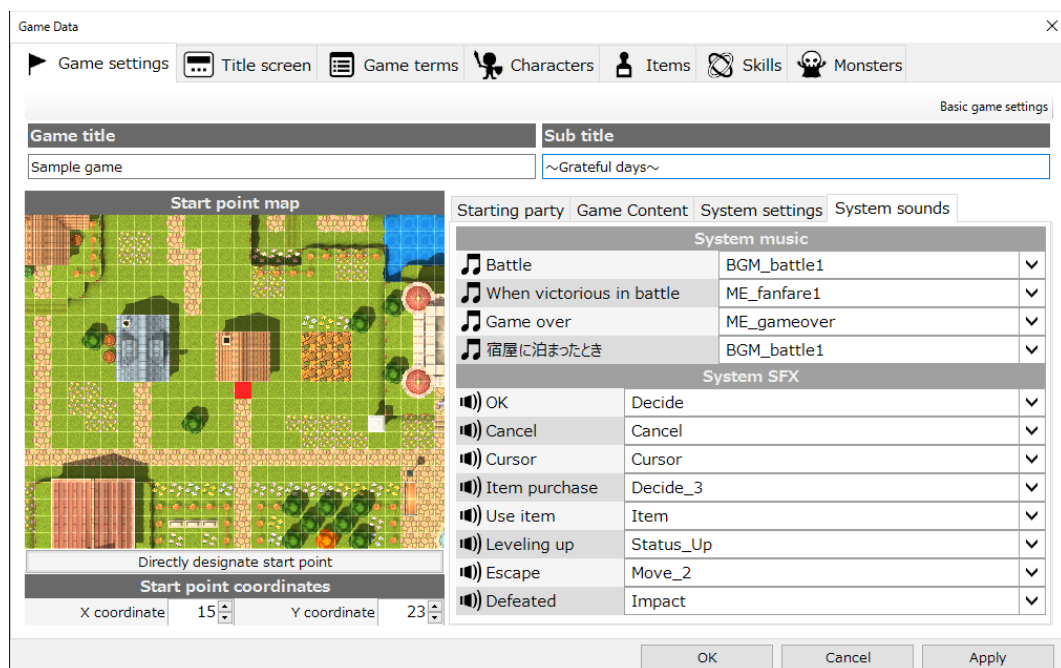 Game Data
Game settings Title screen Game terms Characters Items Skills Monsters
Basic game settings
Game title Sub title
Sample game ～Grateful days～
Start point map
Starting party Game Content System settings System sounds
System music
Battle BGM_battle1
When victorious in battle ME_fanfare1
Game over ME_gameover
宿屋に泊まったとき BGM_battle1
System SFX
OK Decide
Cancel Cancel
Cursor Cursor
Item purchase Decide_3
Use item Item
Leveling up Status_Up
Escape Move_2
Defeated Impact
Directly designate start point
Start point coordinates
X coordinate 15 Y coordinate 23
OK Cancel Apply